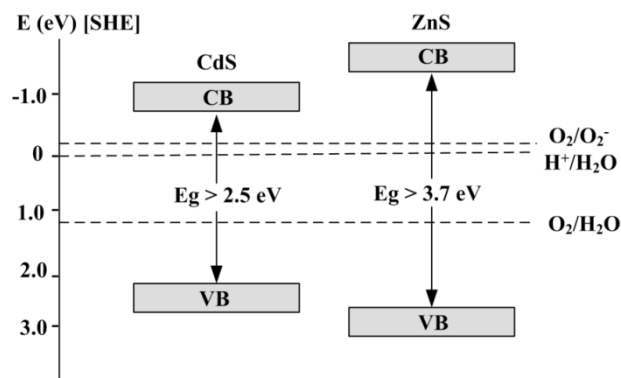 E (eV) [SHE]
ZnS
CdS
CB
CB
-1.0
O₂/O₂⁻
0
H⁺/H₂O
Eg > 2.5 eV
Eg > 3.7 eV
1.0
O₂/H₂O
2.0
VB
3.0
VB